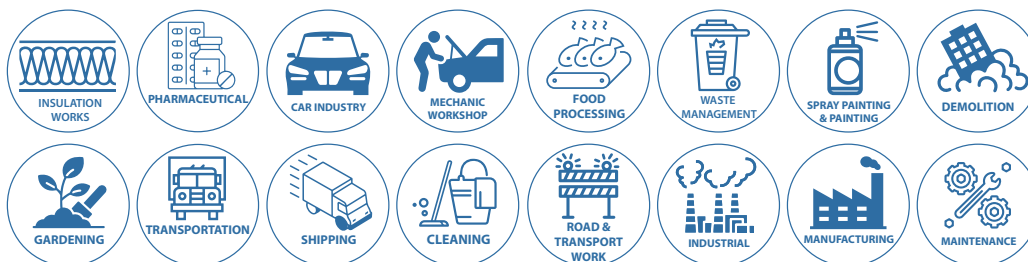 INSULATION
WORKS
PHARMACEUTICAL
CAR INDUSTRY
MECHANIC
WORKSHOP
FOOD
PROCESSING
WASTE
MANAGEMENT
SPRAY PAINTING
& PAINTING
DEMOLITION
GARDENING
TRANSPORTATION
SHIPPING
CLEANING
ROAD &
TRANSPORT
WORK
INDUSTRIAL
MANUFACTURING
MAINTENANCE